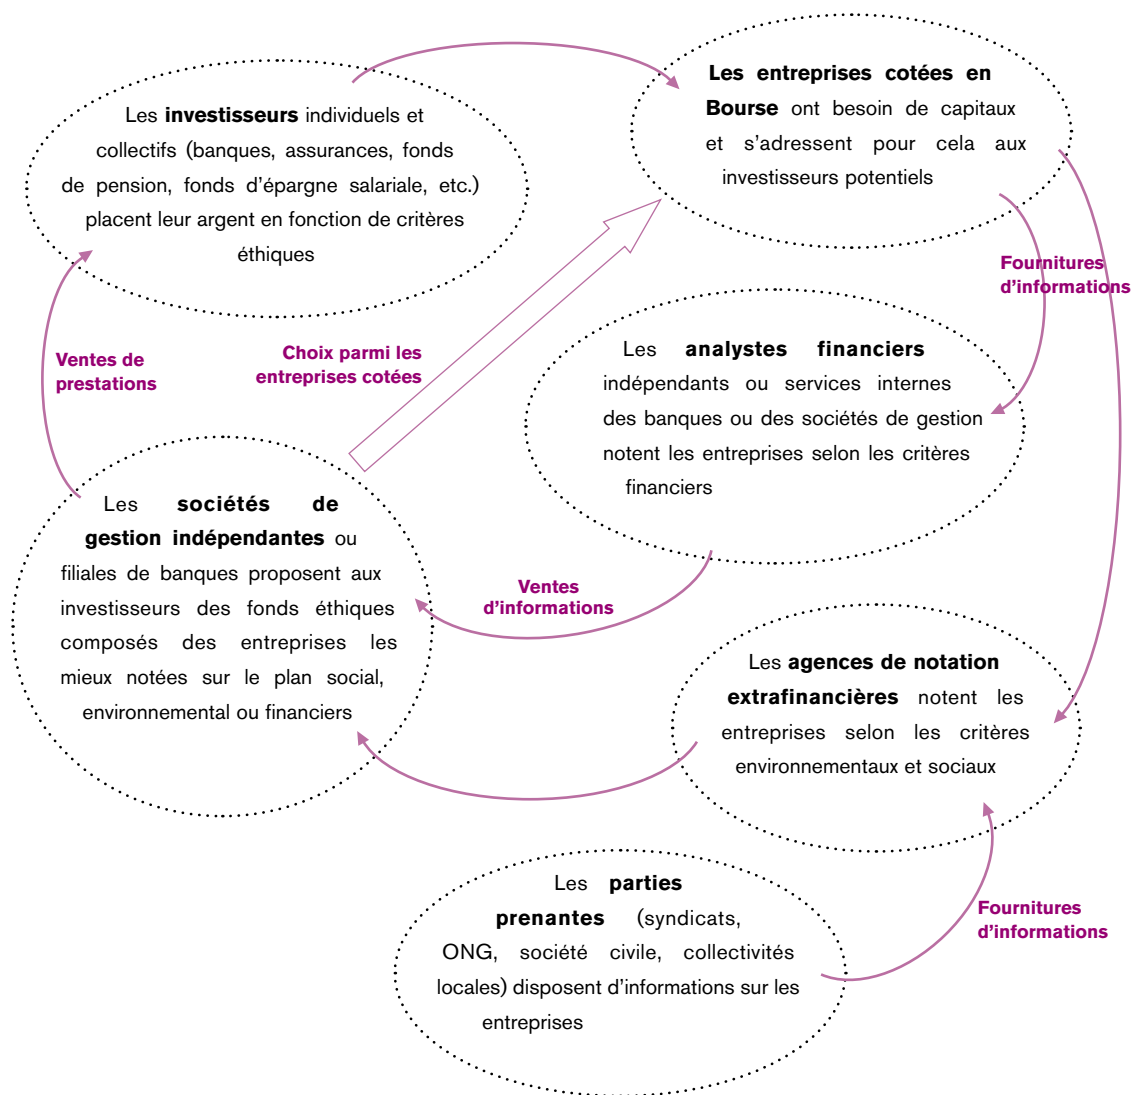 Les investisseurs individuels et
collectifs (banques, assurances, fonds
de pension, fonds d'épargne salariale, etc.)
placent leur argent en fonction de critères
éthiques
Les entreprises cotées en
Bourse ont besoin de capitaux
et s'adressent pour cela aux
investisseurs potentiels
Fournitures
d'informations
Ventes de
prestations
Choix parmi les
entreprises cotées
Les analystes financiers
indépendants ou services internes
des banques ou des sociétés de gestion
notent les entreprises selon les critères
financiers
Les sociétés de
gestion indépendantes ou
filiales de banques proposent aux
investisseurs des fonds éthiques
composés des entreprises les
mieux notées sur le plan social,
environnemental ou financiers
Ventes
d'informations
Les agences de notation
extrafinancières notent les
entreprises selon les critères
environnementaux et sociaux
Les parties
prenantes (syndicats,
ONG, société civile, collectivités
locales) disposent d'informations sur les
entreprises
Fournitures
d'informations